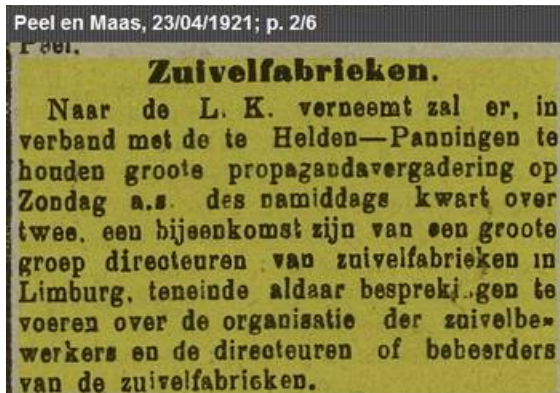 Peel en Maas, 23/04/1921; p. 2/6
Peel.
Zuivelfabrieken.
Naar de L. K. verneemt zal er, in
verband met de te Helden—Panningen te
houden groote propagandavergadering op
Zondag a.s. des namiddags kwart over
twee, een bijeenkomst zijn van een groote
groep directeuren van zuivelfabrieken in
Limburg, teneinde aldaar besprekj..gen te
voeren over de organisatie der zuivelbe-
werkers en de directeuren of beheerders
van de zuivelfabrieken.